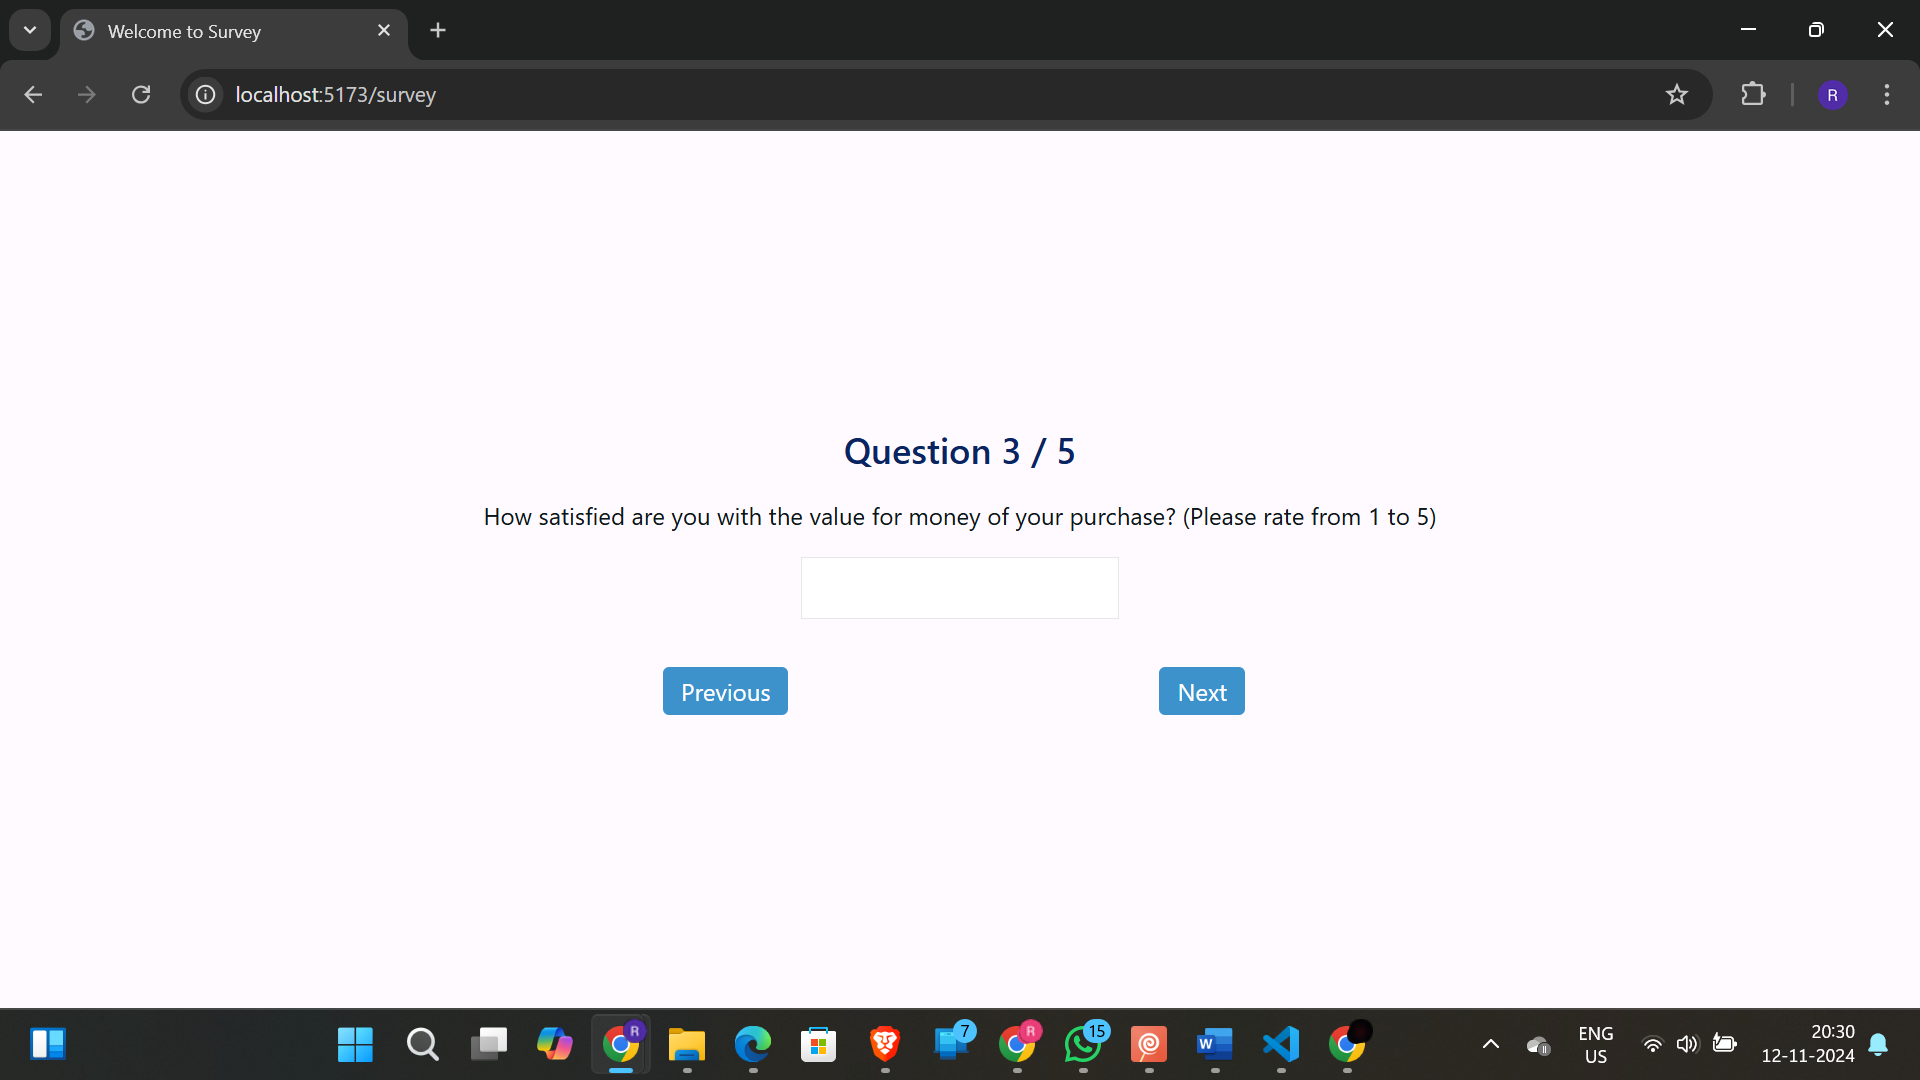 Welcome to Survey
localhost:5173/survey
R
Question 3 / 5
How satisfied are you with the value for money of your purchase? (Please rate from 1 to 5)
Previous
Next
R
7
R
15
W
ENG
US
20:30
12-11-2024